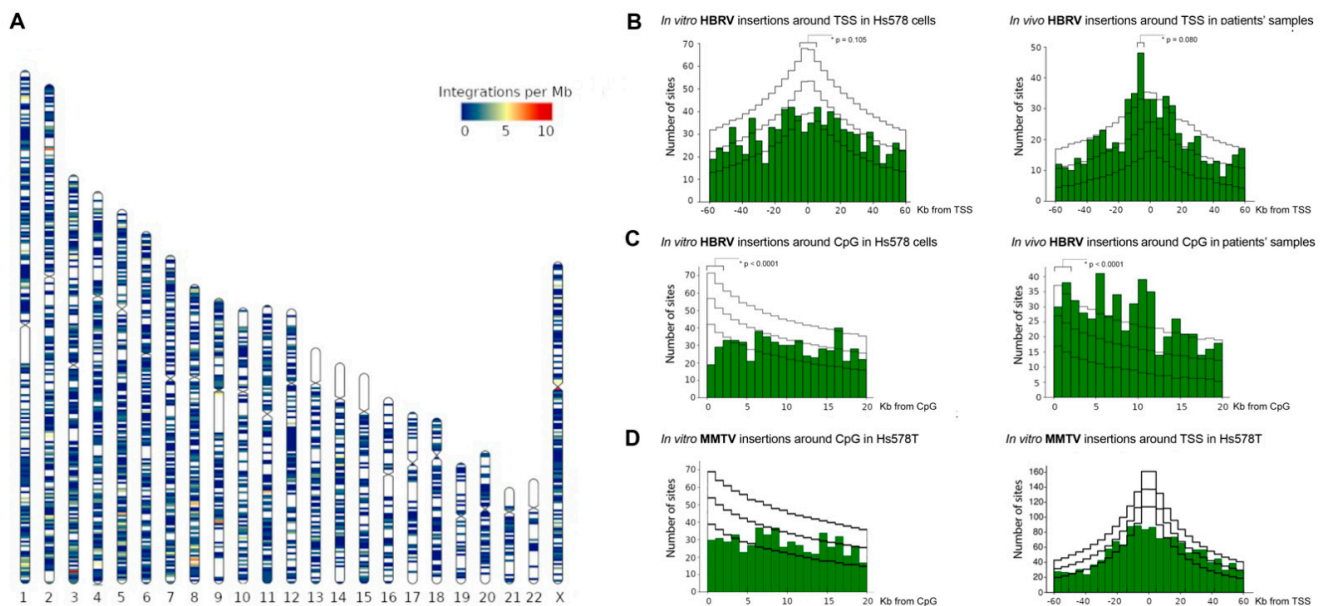 A
Integrations per Mb
0 5 10
1 2 3 4 5 6 7 8 9 10 11 12 13 14 15 16 17 18 19 20 21 22 X
B
In vitro HBRV insertions around TSS in Hs578 cells
* p = 0.105
Number of sites
70
60
50
40
30
20
10
0
-60 -40 -20 0 20 40 60 Kb from TSS
In vivo HBRV insertions around TSS in patients' samples
* p = 0.080
Number of sites
50
40
30
20
10
0
-60 -40 -20 0 20 40 60 Kb from TSS
C
In vitro HBRV insertions around CpG in Hs578 cells
* p < 0.0001
Number of sites
70
60
50
40
30
20
10
0
0 5 10 15 20
Kb from CpG
In vivo HBRV insertions around CpG in patients' samples
* p < 0.0001
Number of sites
40
35
30
25
20
15
10
5
0
0 5 10 15 20
Kb from CpG
D
In vitro MMTV insertions around CpG in Hs578T
Number of sites
70
60
50
40
30
20
10
0
0 5 10 15 20
Kb from CpG
In vitro MMTV insertions around TSS in Hs578T
Number of sites
160
140
120
100
80
60
40
20
0
-60 -40 -20 0 20 40 60
Kb from TSS